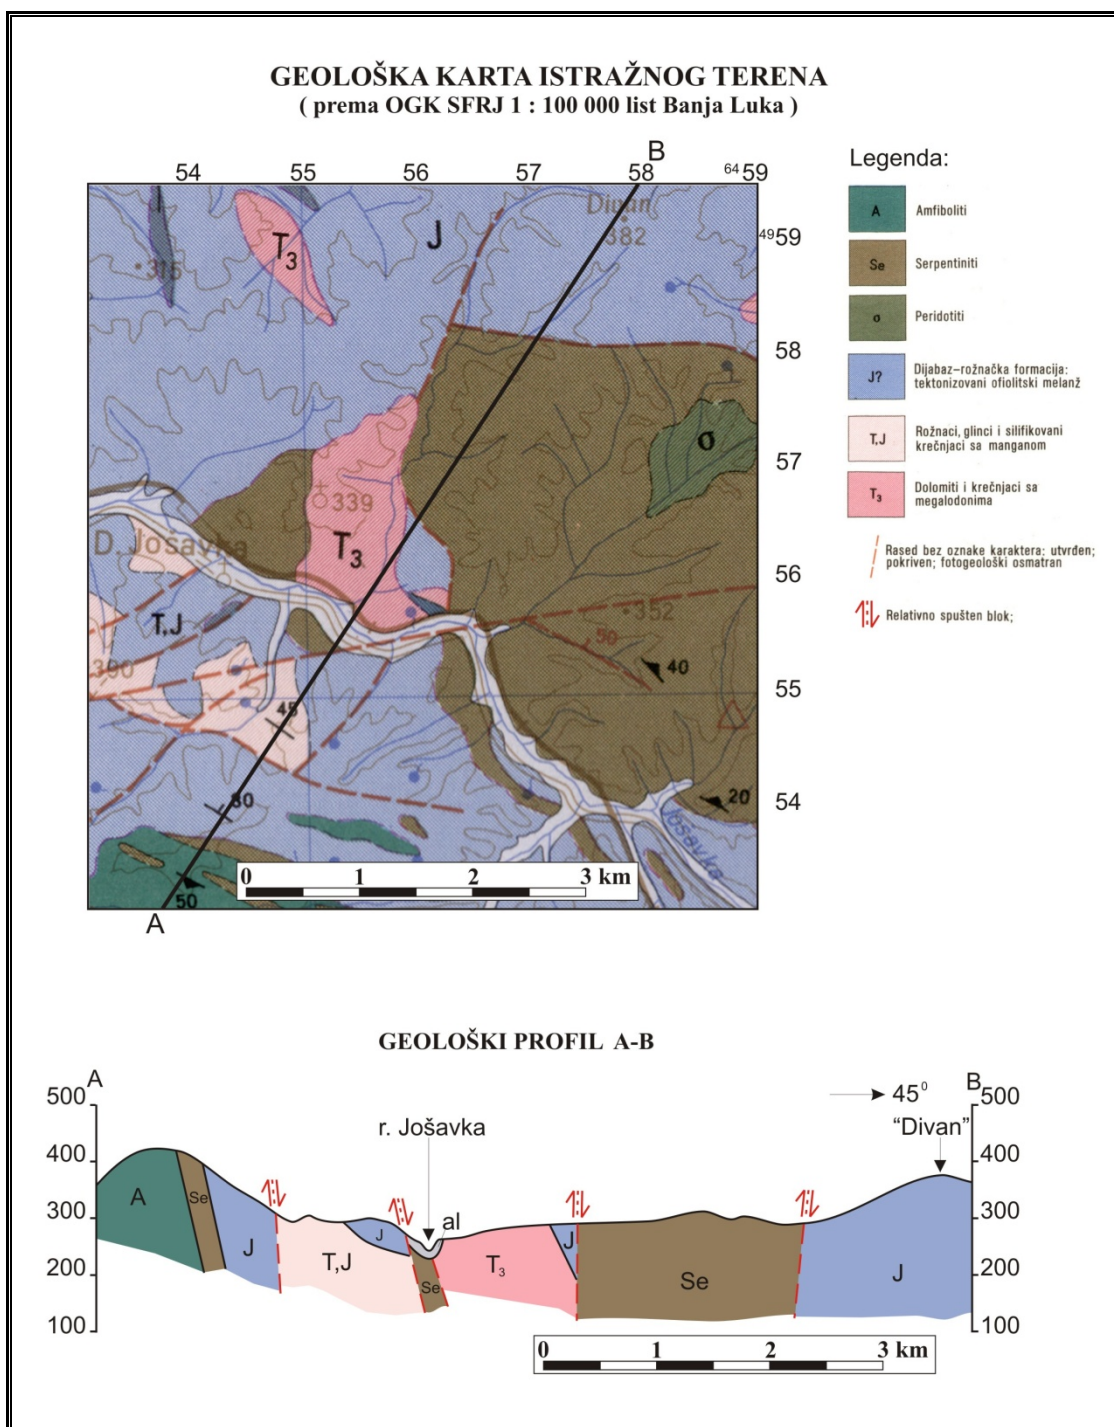 GEOLOŠKA KARTA ISTRAŽNOG TERENA
( prema OGK SFRJ 1 : 100 000 list Banja Luka )
B
54 55 56 57 58 6459
Legenda:
A Amfiboliti
Se Serpentiniti
σ Peridotiti
J? Dijabaz–rožnačka formacija:
tektonizovani ofiolitski melanž
T,J Rožnaci, glinci i silifikovani
krečnjaci sa manganom
T3 Dolomiti i krečnjaci sa
megalodonima
Rased bez oznake karaktera: utvrđen;
pokriven; fotogeološki osmatran
Relativno spušten blok;
Divan
382
4959
J
T3
315
58
σ
57
339
D. Jošavka
T3
56
352
T,J
50
40
390
55
45
54
20
80
Jošavka
50
0 1 2 3 km
A
GEOLOŠKI PROFIL A-B
A
B
500
400
300
200
100
45°
500
400
300
200
100
r. Jošavka
"Divan"
A
Se
J
T,J
J
al
Se
T3
J
Se
J
0 1 2 3 km